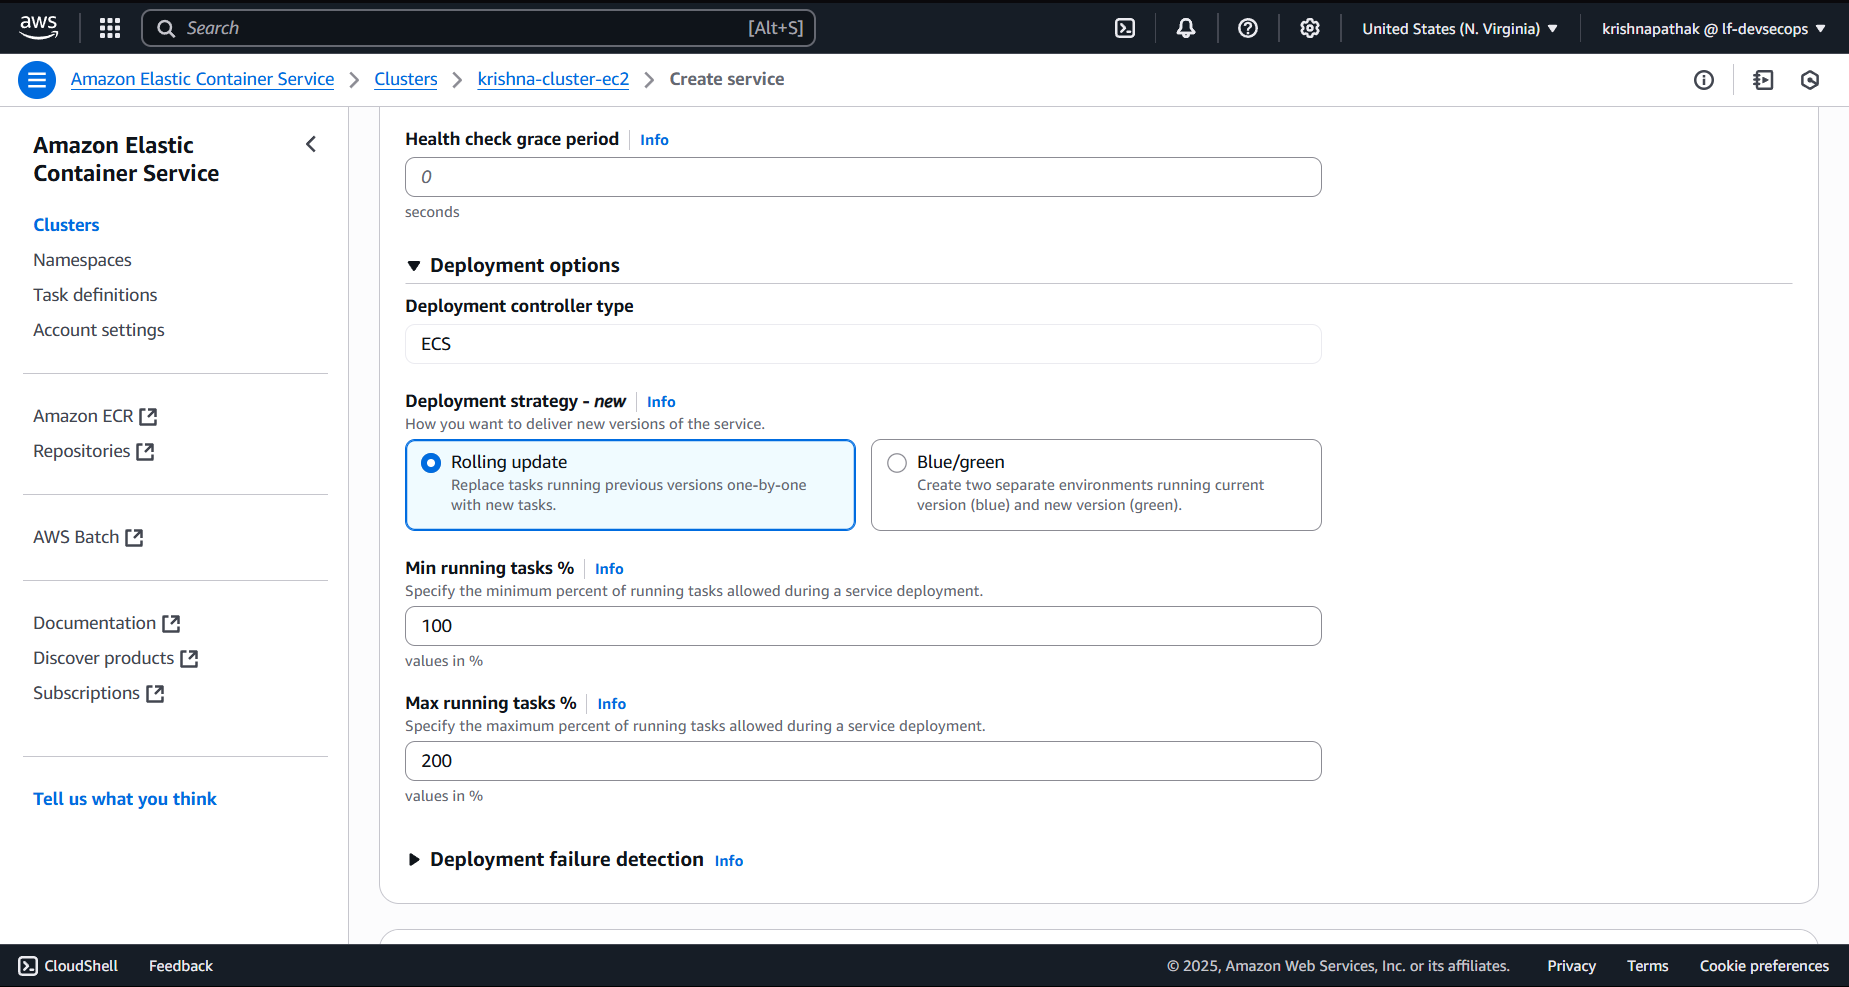 aws
Search [Alt+S]
United States (N. Virginia)
krishnapathak @ lf-devsecops
Amazon Elastic Container Service
Clusters
krishna-cluster-ec2
Create service
Amazon Elastic
Container Service
Clusters
Namespaces
Task definitions
Account settings
Amazon ECR
Repositories
AWS Batch
Documentation
Discover products
Subscriptions
Tell us what you think
Health check grace period Info
0
seconds
Deployment options
Deployment controller type
ECS
Deployment strategy - new Info
How you want to deliver new versions of the service.
Rolling update
Replace tasks running previous versions one-by-one
with new tasks.
Blue/green
Create two separate environments running current
version (blue) and new version (green).
Min running tasks % Info
Specify the minimum percent of running tasks allowed during a service deployment.
100
values in %
Max running tasks % Info
Specify the maximum percent of running tasks allowed during a service deployment.
200
values in %
Deployment failure detection Info
CloudShell
Feedback
© 2025, Amazon Web Services, Inc. or its affiliates.
Privacy
Terms
Cookie preferences